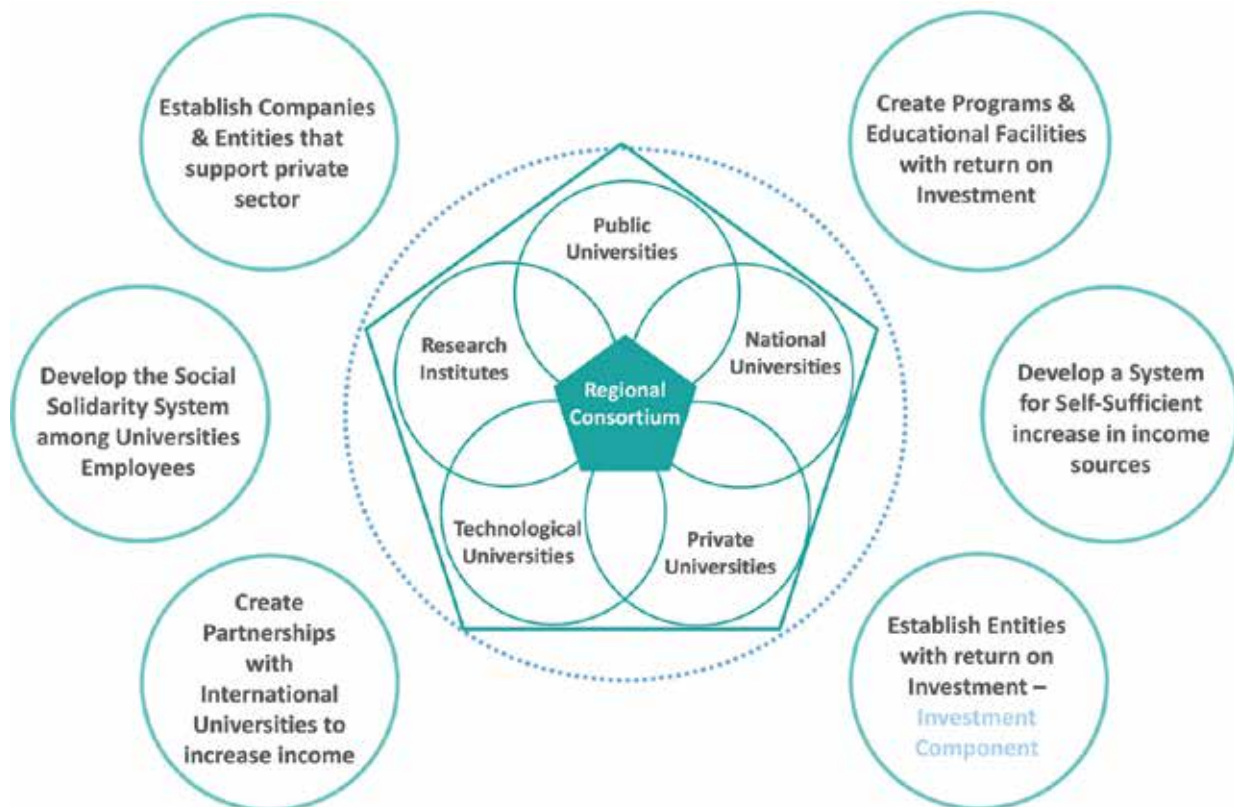 Establish Companies
& Entities that
support private
sector
Create Programs &
Educational Facilities
with return on
Investment
Public
Universities
Research
Institutes
National
Universities
Regional
Consortium
Develop the Social
Solidarity System
among Universities
Employees
Develop a System
for Self-Sufficient
increase in income
sources
Technological
Universities
Private
Universities
Create
Partnerships
with
International
Universities to
increase income
Establish Entities
with return on
Investment –
Investment
Component